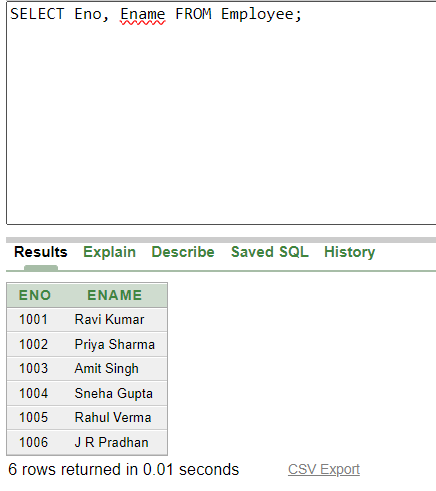 SELECT Eno, Ename FROM Employee;
Results Explain Describe Saved SQL History
ENO ENAME
1001 Ravi Kumar
1002 Priya Sharma
1003 Amit Singh
1004 Sneha Gupta
1005 Rahul Verma
1006 J R Pradhan
6 rows returned in 0.01 seconds CSV Export